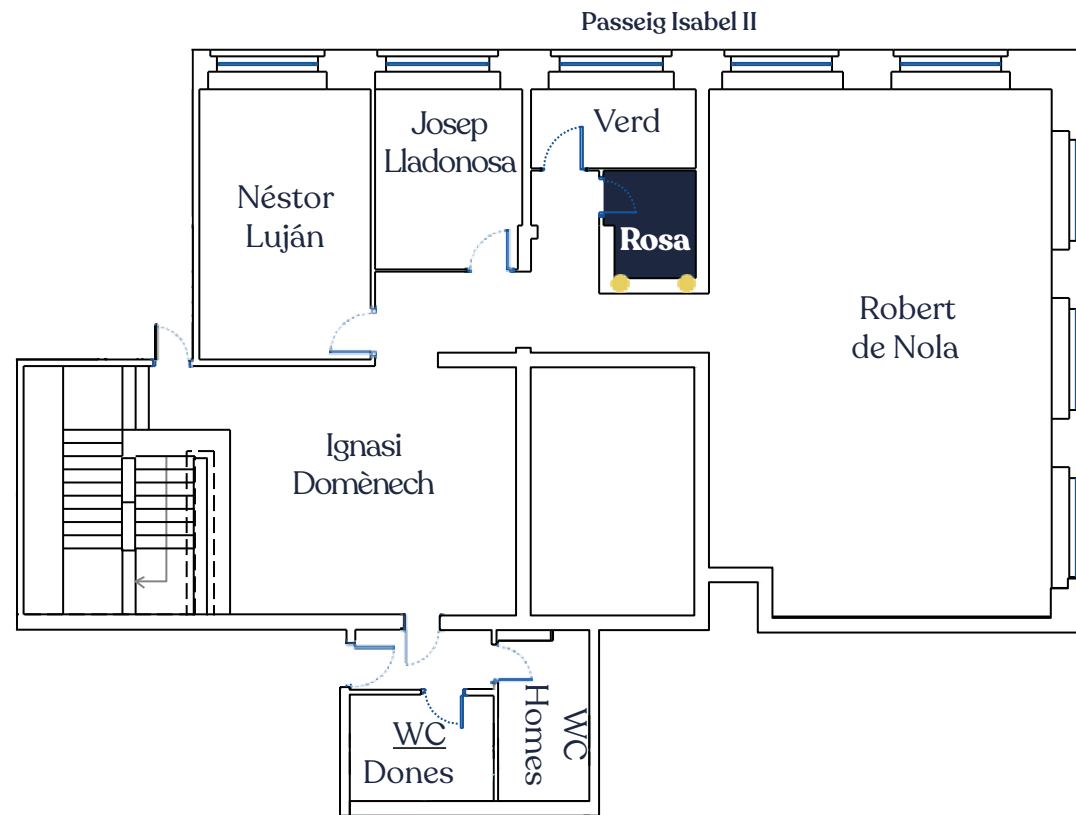 Passeig Isabel II
Josep
Lladonosa
Verd
Néstor
Luján
Rosa
Robert
de Nola
Ignasi
Domènech
WC
Dones
WC
Homes